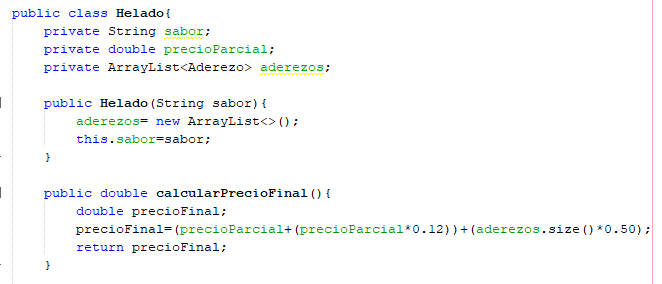 public class Helado{
    private String sabor;
    private double precioParcial;
    private ArrayList<Aderezo> aderezos;

    public Helado(String sabor){
        aderezos= new ArrayList<>();
        this.sabor=sabor;
    }

    public double calcularPrecioFinal(){
        double precioFinal;
        precioFinal=(precioParcial+(precioParcial*0.12))+(aderezos.size()*0.50);
        return precioFinal;
    }